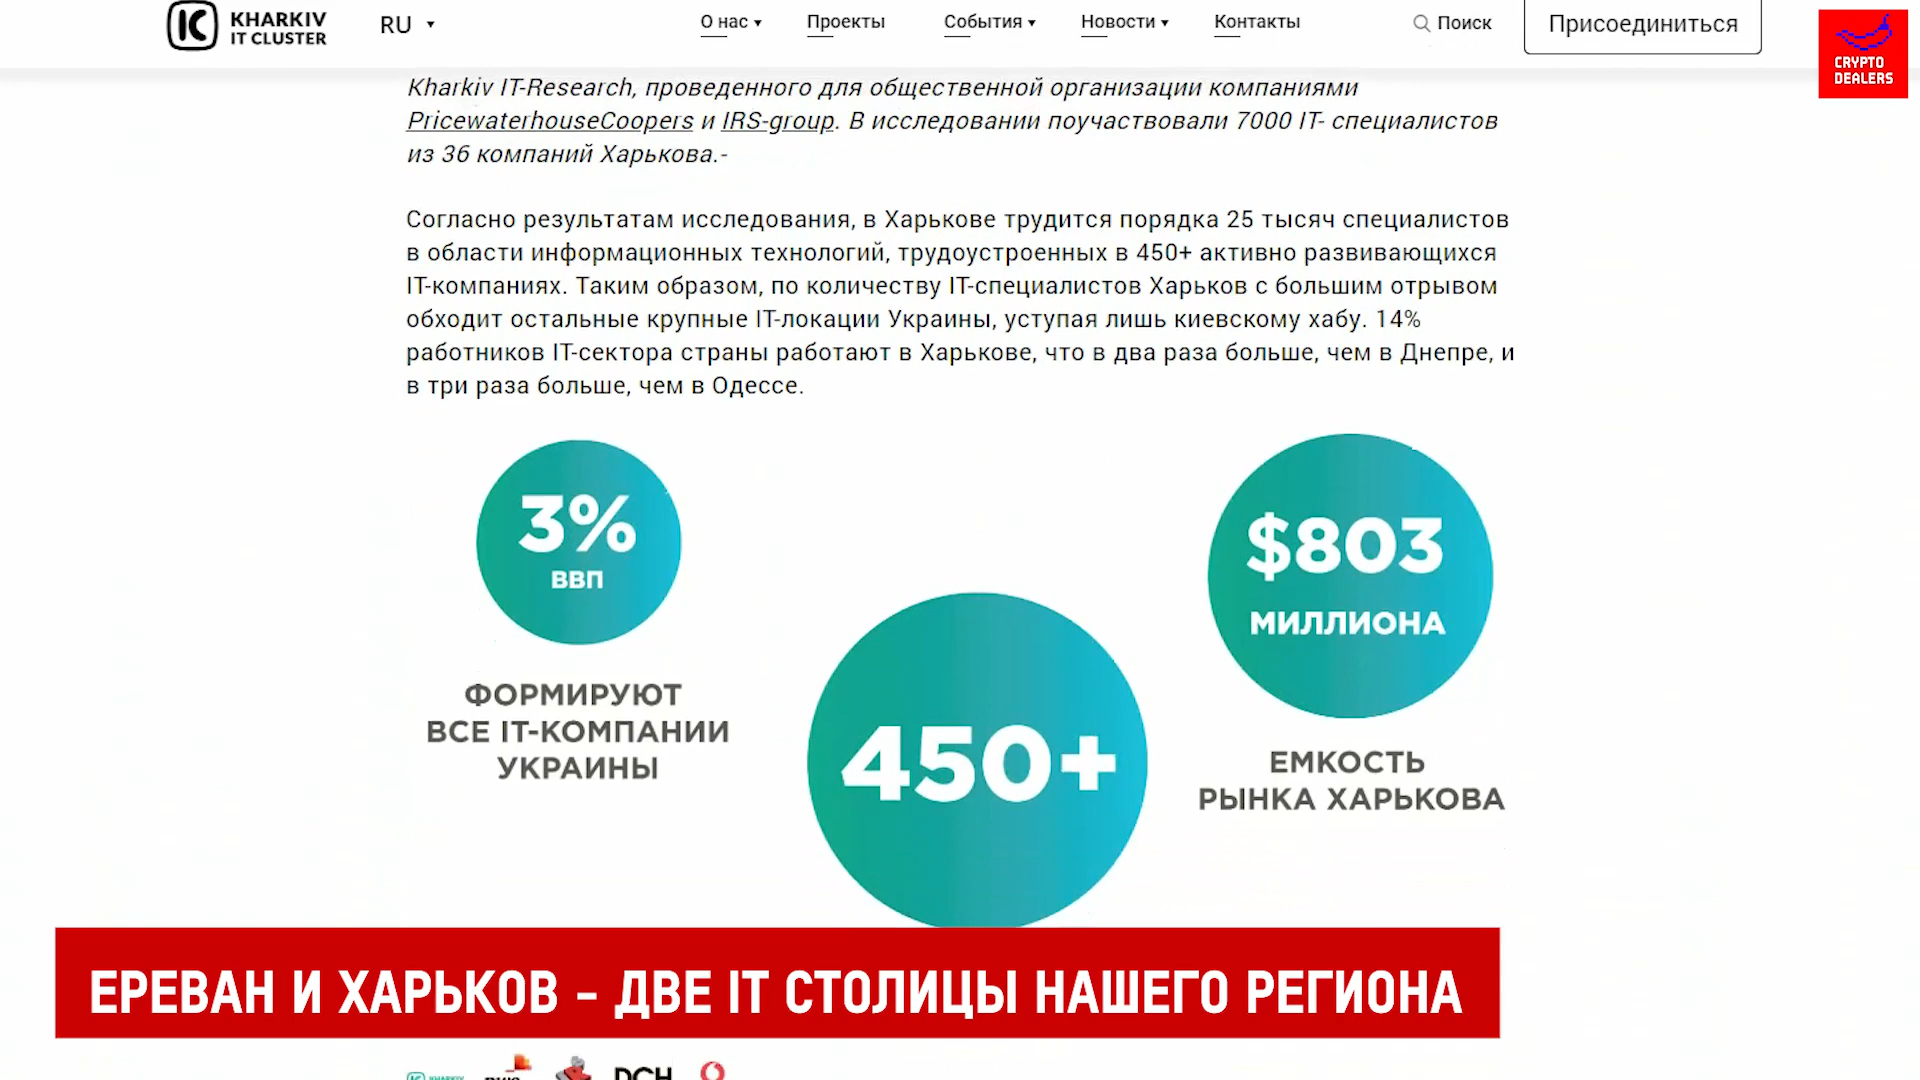 KHARKIV
IT CLUSTER
RU
О нас
Проекты
События
Новости
Контакты
Поиск
Присоединиться
CRYPTO
DEALERS
Kharkiv IT-Research, проведенного для общественной организации компаниями
PricewaterhouseCoopers и IRS-group. В исследовании поучаствовали 7000 IT- специалистов
из 36 компаний Харькова.-
Согласно результатам исследования, в Харькове трудится порядка 25 тысяч специалистов
в области информационных технологий, трудоустроенных в 450+ активно развивающихся
IT-компаниях. Таким образом, по количеству IT-специалистов Харьков с большим отрывом
обходит остальные крупные IT-локации Украины, уступая лишь киевскому хабу. 14%
работников IT-сектора страны работают в Харькове, что в два раза больше, чем в Днепре, и
в три раза больше, чем в Одессе.
3%
ВВП
ФОРМИРУЮТ
ВСЕ IT-КОМПАНИИ
УКРАИНЫ
450+
$803
МИЛЛИОНА
ЕМКОСТЬ
РЫНКА ХАРЬКОВА
ЕРЕВАН И ХАРЬКОВ - ДВЕ IT СТОЛИЦЫ НАШЕГО РЕГИОНА
DCH